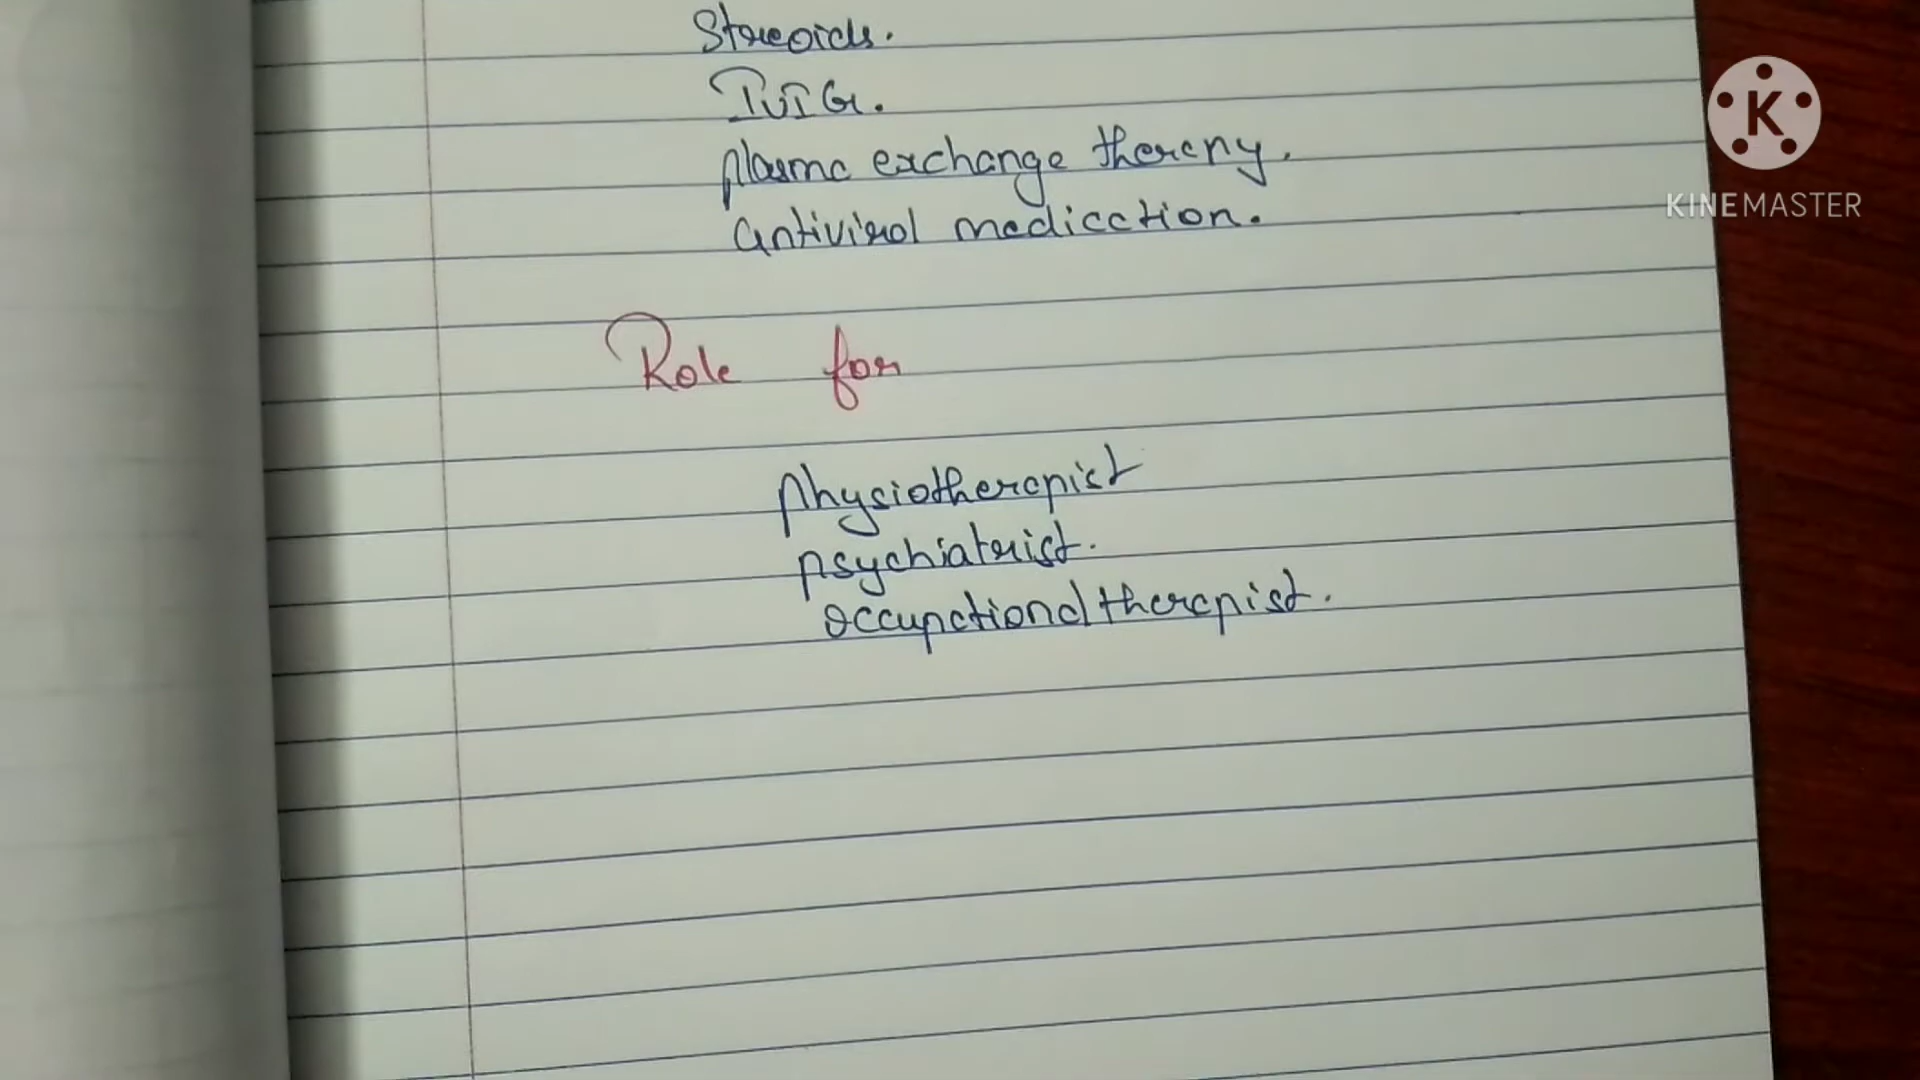 Steroids.
IVIG.
plasma exchange therapy.
antiviral medication.
K
KINEMASTER
Role for
physiotherapist
psychiatrist.
occupational therapist.